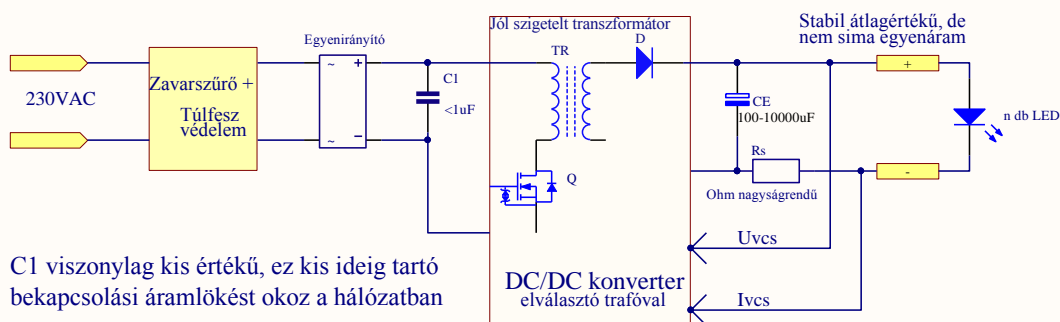 Jól szigetelt transzformátor
Stabil átlagértékű, de
nem sima egyenáram
Egyenirányító
TR
D
Zavarszűrő +
Túlfesz
védelem
230VAC
~
~
+
−
C1
<1uF
CE
100-10000uF
+
n db LED
Rs
-
Q
Ohm nagyságrendű
Uvcs
C1 viszonylag kis értékű, ez kis ideig tartó
bekapcsolási áramlökést okoz a hálózatban
DC/DC konverter
elválasztó trafóval
Ivcs